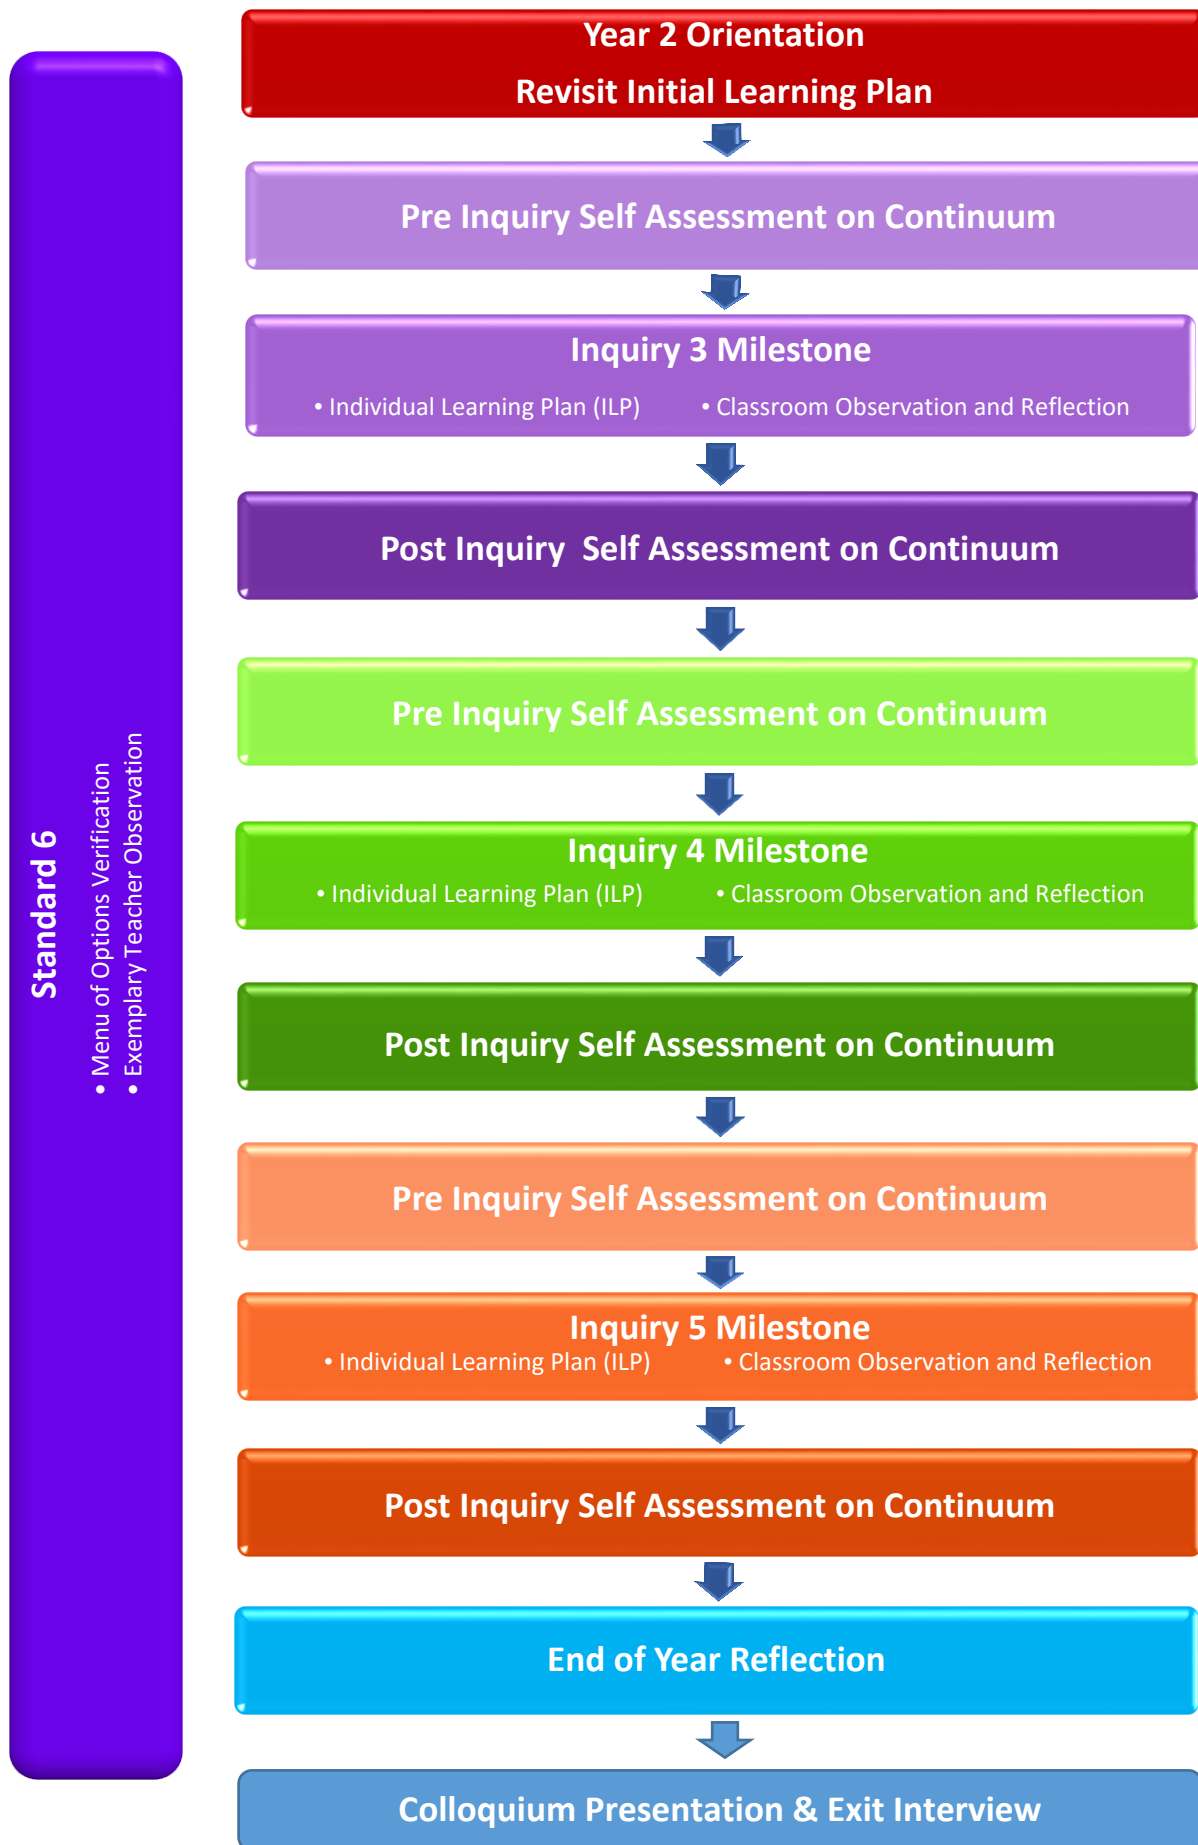 Year 2 Orientation
Revisit Initial Learning Plan
Pre Inquiry Self Assessment on Continuum
Inquiry 3 Milestone
• Individual Learning Plan (ILP) • Classroom Observation and Reflection
Post Inquiry  Self Assessment on Continuum
Pre Inquiry Self Assessment on Continuum
Inquiry 4 Milestone
• Individual Learning Plan (ILP) • Classroom Observation and Reflection
Post Inquiry Self Assessment on Continuum
Pre Inquiry Self Assessment on Continuum
Inquiry 5 Milestone
• Individual Learning Plan (ILP) • Classroom Observation and Reflection
Post Inquiry Self Assessment on Continuum
End of Year Reflection
Colloquium Presentation & Exit Interview
Standard 6
• Menu of Options Verification
• Exemplary Teacher Observation